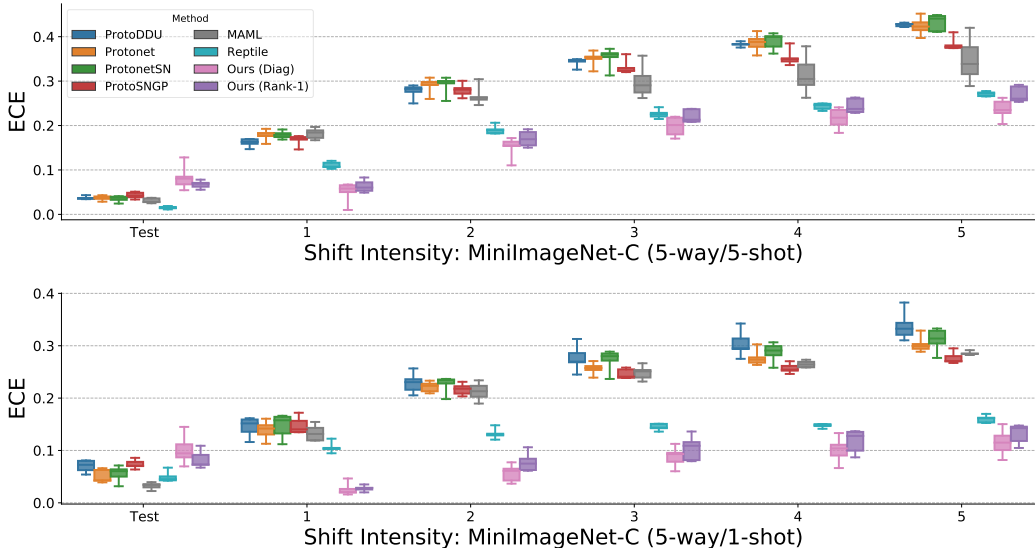 Method
ProtoDDU
Protonet
ProtonetSN
ProtoSNGP
MAML
Reptile
Ours (Diag)
Ours (Rank-1)
ECE
0.4
0.3
0.2
0.1
0.0
Test 1 2 3 4 5
Shift Intensity: MiniImageNet-C (5-way/5-shot)
ECE
0.4
0.3
0.2
0.1
0.0
Test 1 2 3 4 5
Shift Intensity: MiniImageNet-C (5-way/1-shot)